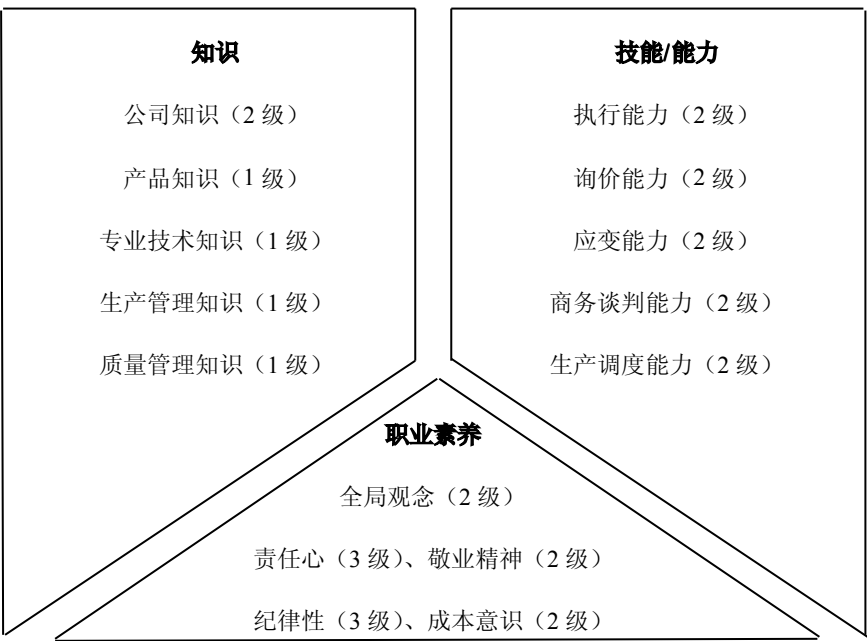 知识
公司知识（2 级）
产品知识（1 级）
专业技术知识（1 级）
生产管理知识（1 级）
质量管理知识（1 级）
技能/能力
执行能力（2 级）
询价能力（2 级）
应变能力（2 级）
商务谈判能力（2 级）
生产调度能力（2 级）
职业素养
全局观念（2 级）
责任心（3 级）、敬业精神（2 级）
纪律性（3 级）、成本意识（2 级）